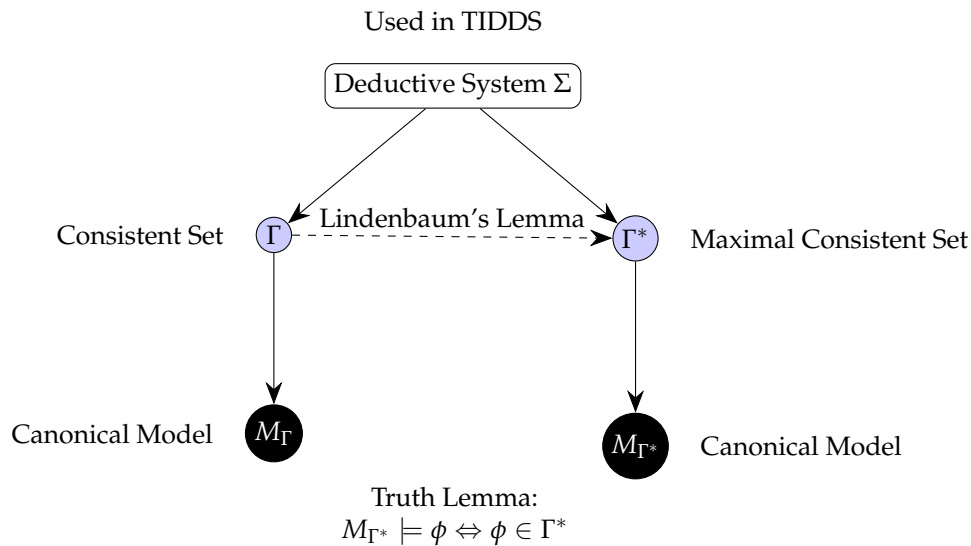 Used in TIDDS
Deductive System Σ
Lindenbaum's Lemma
Consistent Set
Γ
Γ*
Maximal Consistent Set
Canonical Model
M_Γ
M_Γ*
Canonical Model
Truth Lemma:
M_Γ* ⊨ ϕ ⇔ ϕ ∈ Γ*